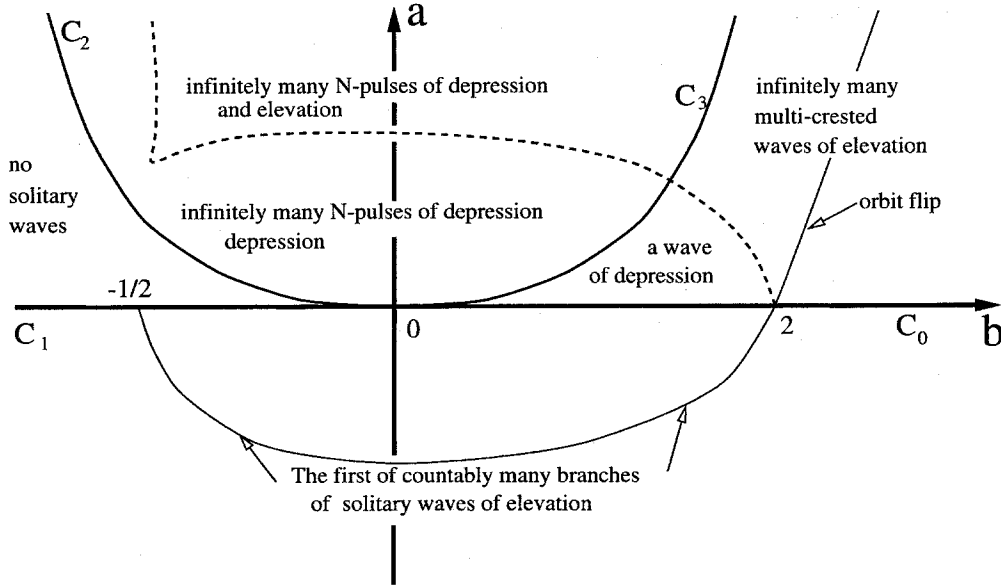 a
C2
infinitely many N-pulses of depression
and elevation
C3
infinitely many
multi-crested
waves of elevation
no
solitary
waves
infinitely many N-pulses of depression
depression
orbit flip
a wave
of depression
-1/2
0
2
C1
C0
b
The first of countably many branches
of solitary waves of elevation